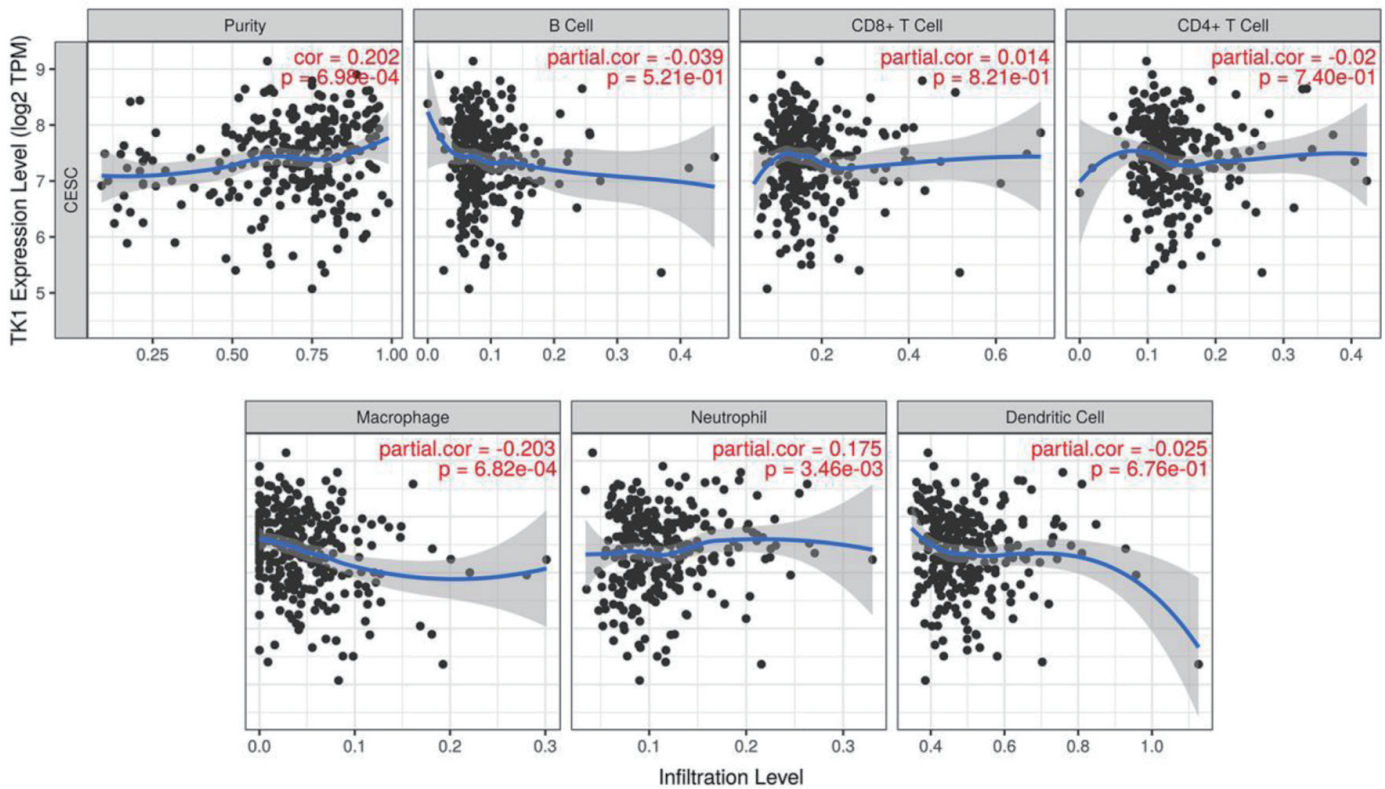 Purity
B Cell
CD8+ T Cell
CD4+ T Cell
TK1 Expression Level (log2 TPM)
CESC
cor = 0.202
p = 6.98e-04
partial.cor = -0.039
p = 5.21e-01
partial.cor = 0.014
p = 8.21e-01
partial.cor = -0.02
p = 7.40e-01
9
8
7
6
5
0.25 0.50 0.75 1.00
0.0 0.1 0.2 0.3 0.4
0.2 0.4 0.6
0.0 0.1 0.2 0.3 0.4
Macrophage
Neutrophil
Dendritic Cell
partial.cor = -0.203
p = 6.82e-04
partial.cor = 0.175
p = 3.46e-03
partial.cor = -0.025
p = 6.76e-01
0.0 0.1 0.2 0.3
0.1 0.2 0.3
0.4 0.6 0.8 1.0
Infiltration Level